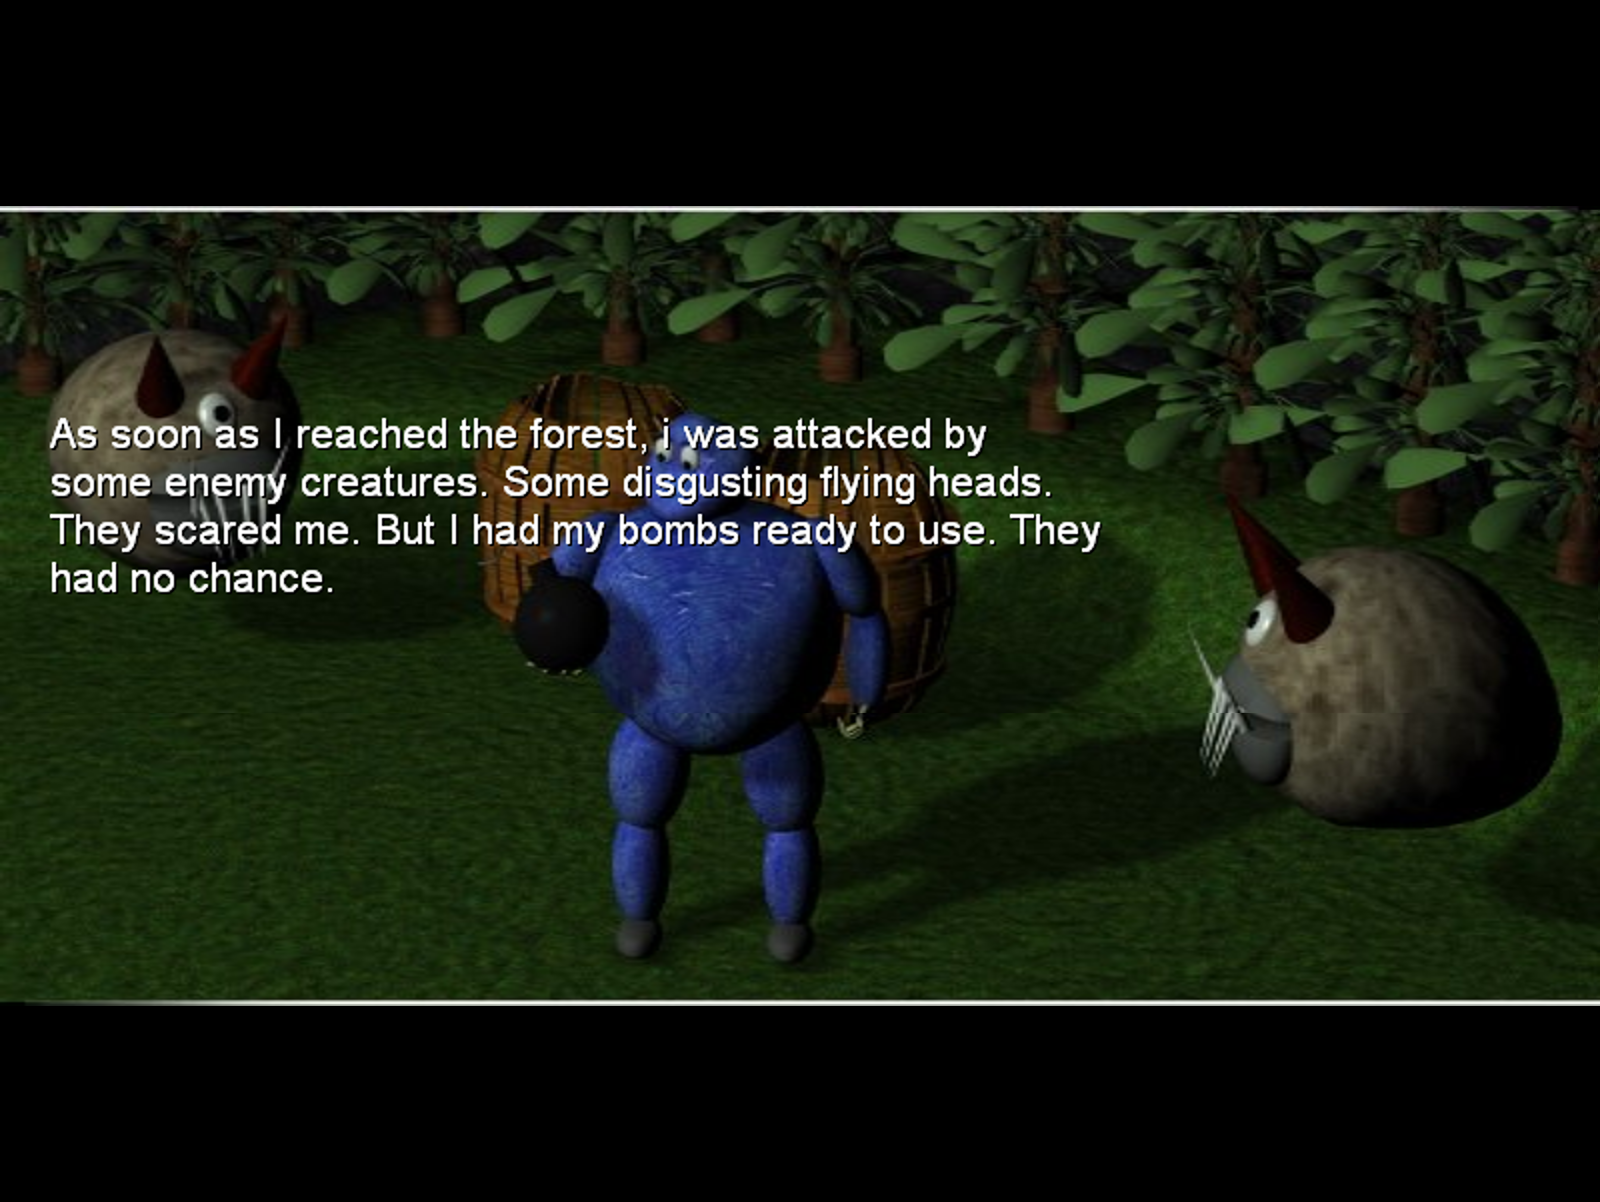 As soon as I reached the forest, i was attacked by
some enemy creatures. Some disgusting flying heads.
They scared me. But I had my bombs ready to use. They
had no chance.